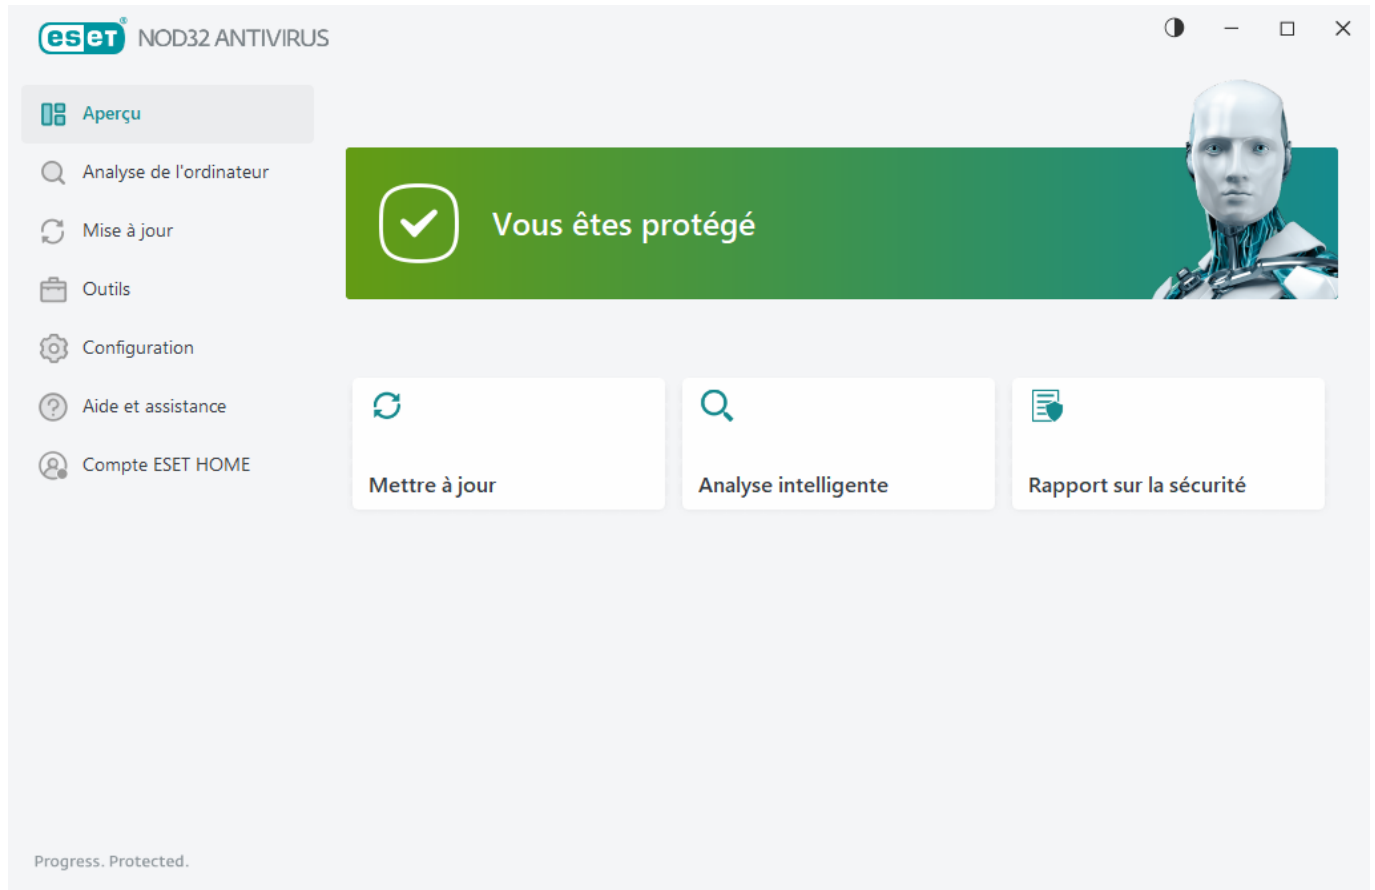 eset® NOD32 ANTIVIRUS
Aperçu
Analyse de l'ordinateur
Mise à jour
Outils
Configuration
Aide et assistance
Compte ESET HOME
Vous êtes protégé
Mettre à jour
Analyse intelligente
Rapport sur la sécurité
Progress. Protected.